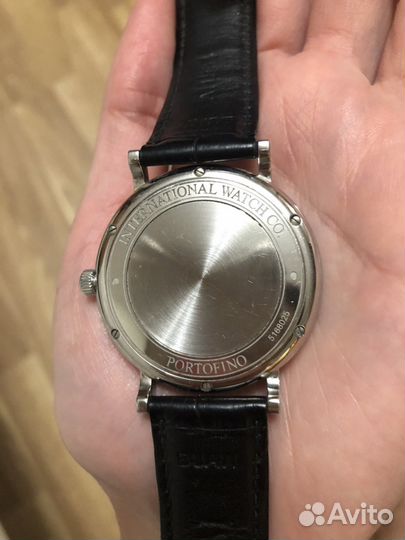 INTERNATIONAL WATCH CO
5168025
PORTOFINO
Avito